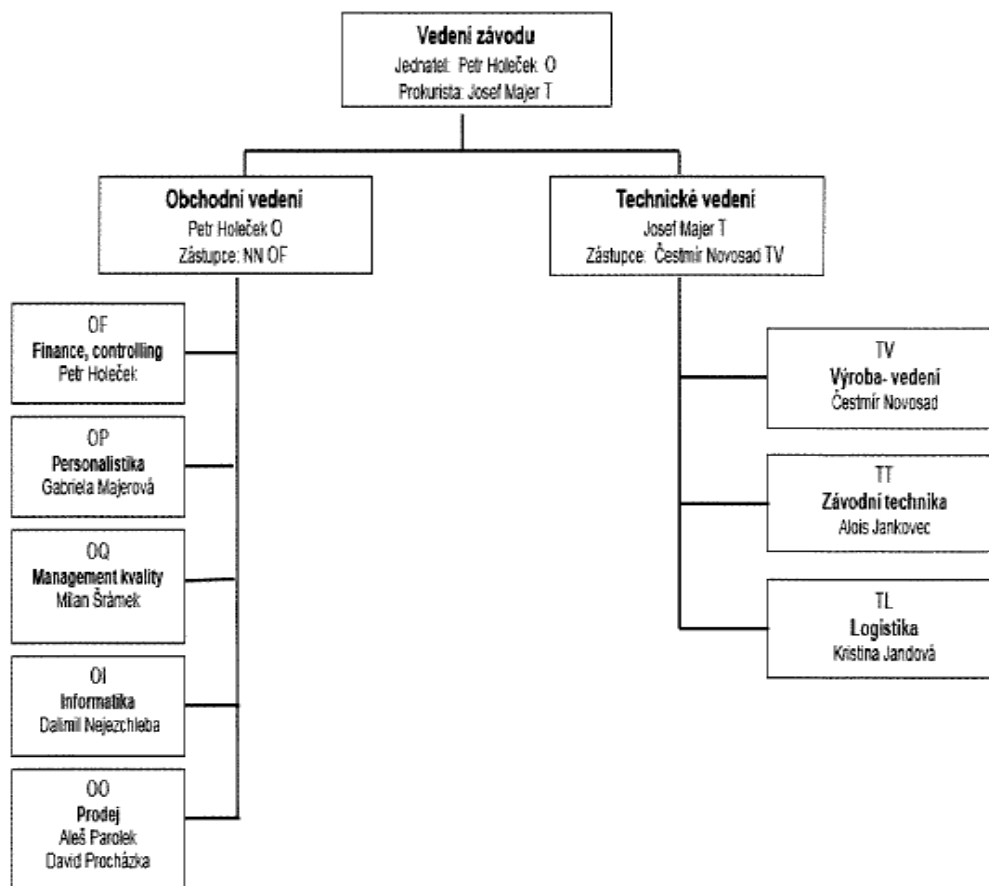 Vedení závodu
Jednatel: Petr Holeček O
Prokurista: Josef Majer T
Obchodní vedení
Petr Holeček O
Zástupce: NN OF
Technické vedení
Josef Majer T
Zástupce: Čestmír Novosad TV
OF
Finance, controlling
Petr Holeček
OP
Personalistika
Gabriela Majerová
OQ
Management kvality
Milan Šrámek
OI
Informatika
Dalimil Nejezchleba
OO
Prodej
Aleš Parolek
David Procházka
TV
Výroba- vedení
Čestmír Novosad
TT
Závodní technika
Alois Jankovec
TL
Logistika
Kristina Jandová